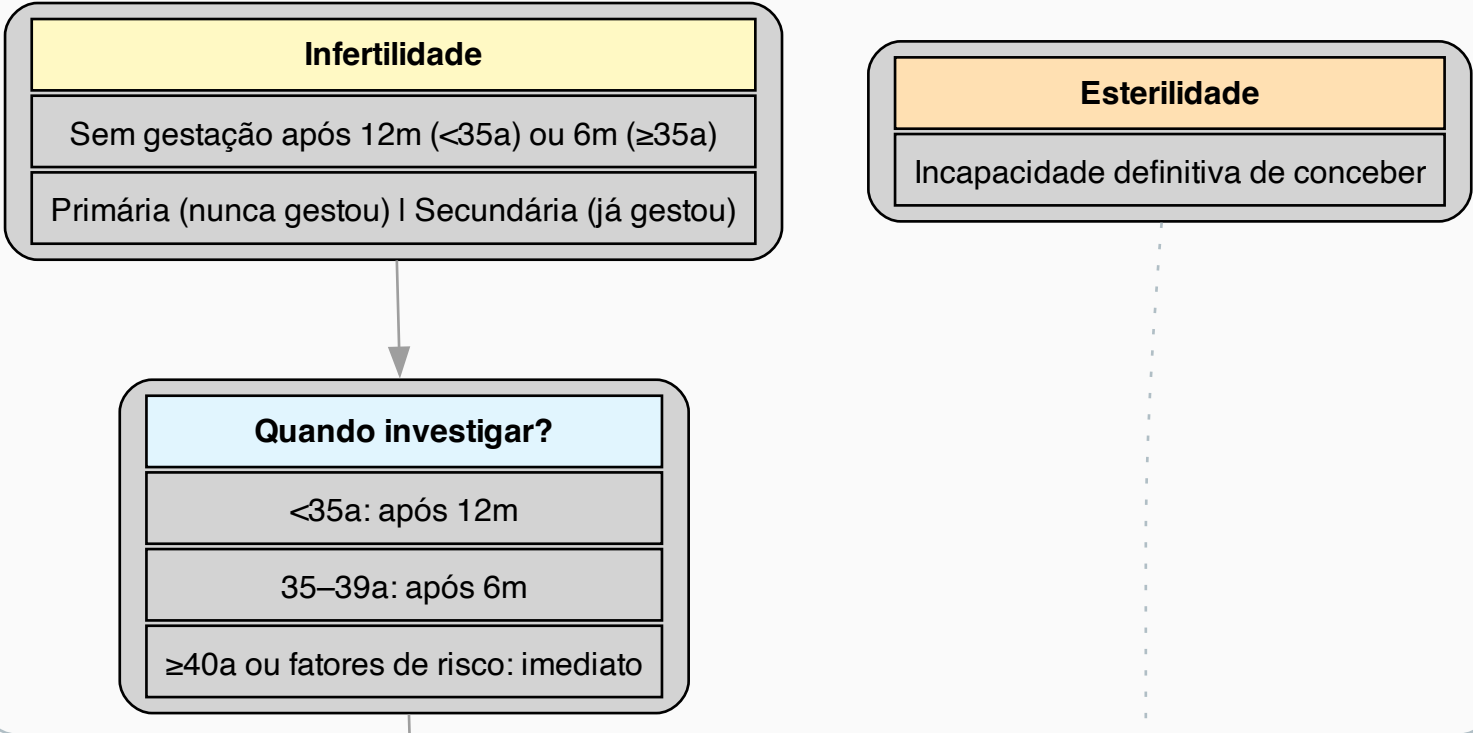 Infertilidade
Sem gestação após 12m (<35a) ou 6m (≥35a)
Primária (nunca gestou) | Secundária (já gestou)
Esterilidade
Incapacidade definitiva de conceber
Quando investigar?
<35a: após 12m
35–39a: após 6m
≥40a ou fatores de risco: imediato